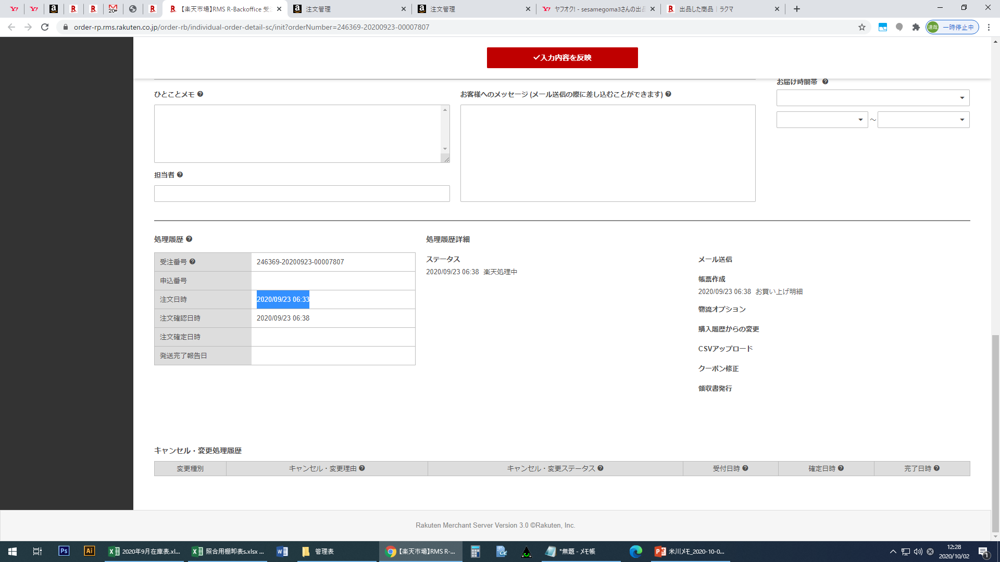 20+
【楽天市場】RMS R-Backoffice 受
注文管理
注文管理
ヤフオク! - sesamegoma3さんの出品
出品した商品｜ラクマ
order-rp.rms.rakuten.co.jp/order-rb/individual-order-detail-sc/init?orderNumber=246369-20200923-00007807
達哉
一時停止中
入力内容を反映
お届け時間帯
ひとことメモ
お客様へのメッセージ (メール送信の際に差し込むことができます)
～
担当者
処理履歴
処理履歴詳細
受注番号 246369-20200923-00007807
申込番号
注文日時 2020/09/23 06:33
注文確認日時 2020/09/23 06:38
注文確定日時
発送完了報告日
ステータス
2020/09/23 06:38 楽天処理中
メール送信
帳票作成
2020/09/23 06:38 お買い上げ明細
物流オプション
購入履歴からの変更
CSVアップロード
クーポン修正
領収書発行
キャンセル・変更処理履歴
変更種別 キャンセル・変更理由 キャンセル・変更ステータス 受付日時 確定日時 完了日時
Rakuten Merchant Server Version 3.0 ©Rakuten, Inc.
Ps
Ai
2020年9月在庫表.xl...
照合用棚卸表s.xlsx ...
管理表
【楽天市場】RMS R-...
*無題 - メモ帳
米川メモ_2020-10-0...
12:28
2020/10/02
1